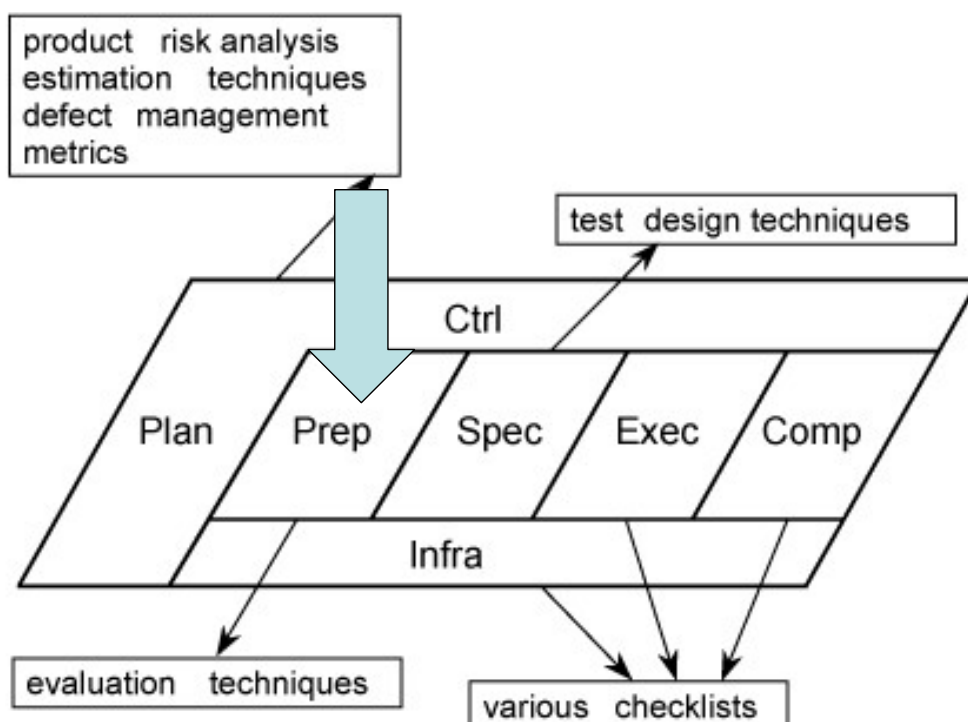 product risk analysis
estimation techniques
defect management
metrics
test design techniques
Ctrl
Plan
Prep
Spec
Exec
Comp
Infra
evaluation techniques
various checklists